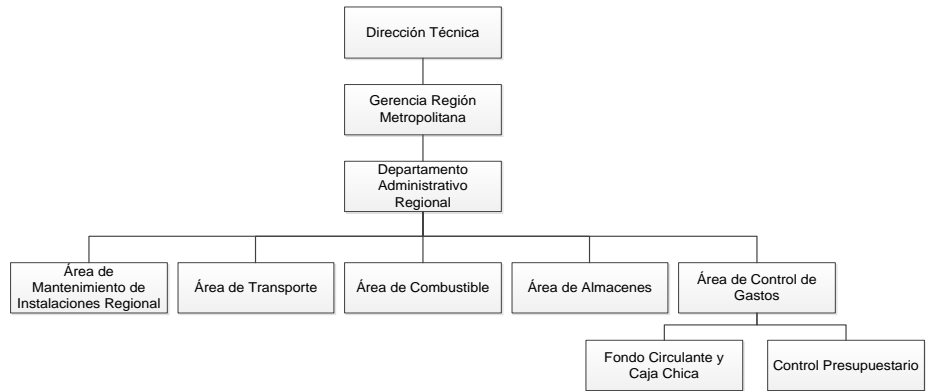 Dirección Técnica
Gerencia Región
Metropolitana
Departamento
Administrativo
Regional
Área de
Mantenimiento de
Instalaciones Regional
Área de Transporte
Área de Combustible
Área de Almacenes
Área de Control de
Gastos
Fondo Circulante y
Caja Chica
Control Presupuestario